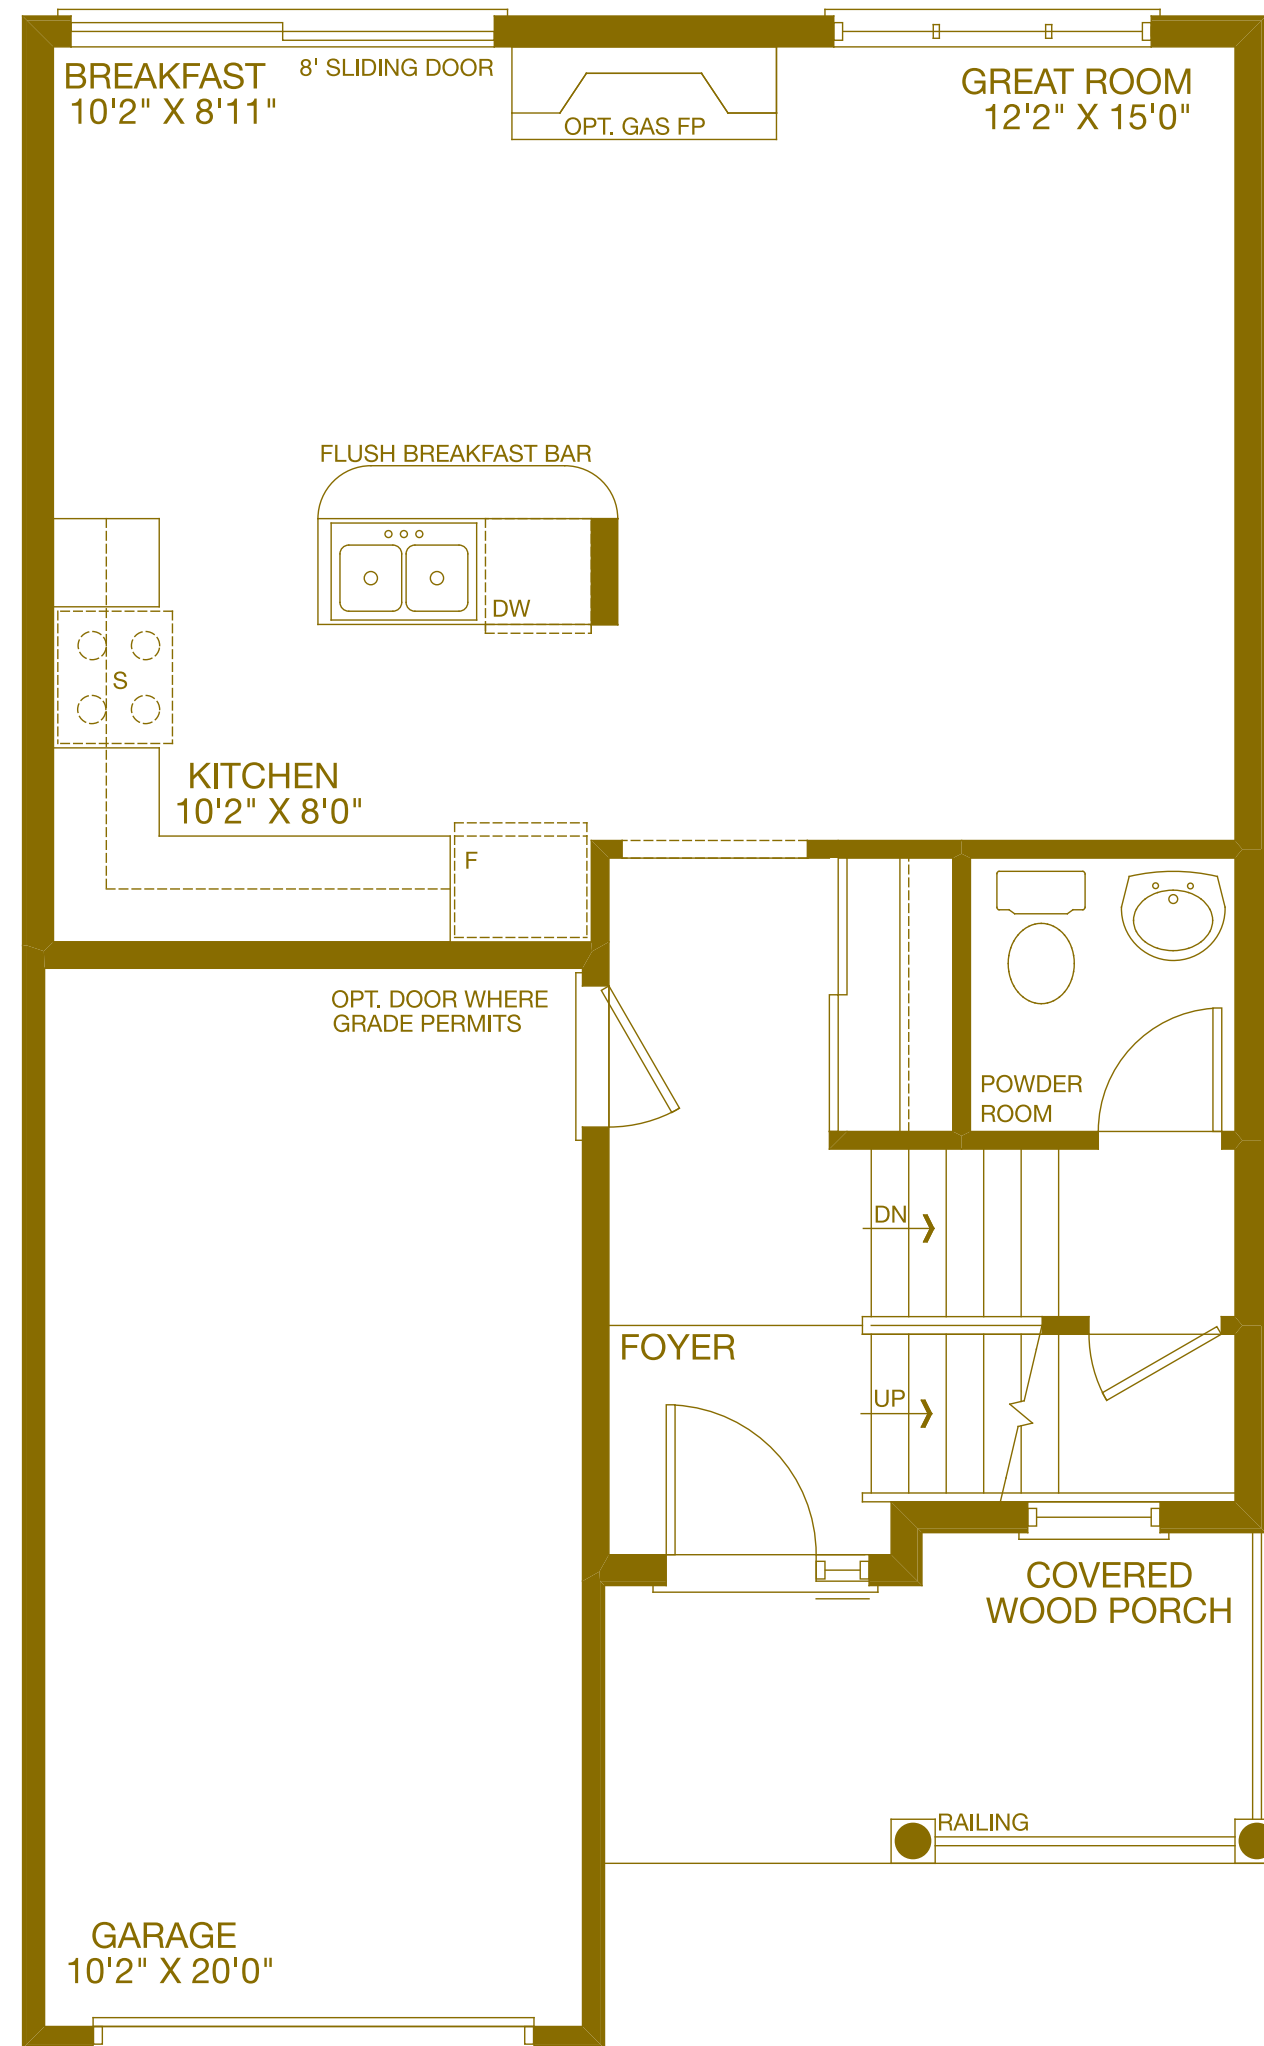 BREAKFAST
10'2" X 8'11"
8' SLIDING DOOR
OPT. GAS FP
GREAT ROOM
12'2" X 15'0"
FLUSH BREAKFAST BAR
DW
S
KITCHEN
10'2" X 8'0"
F
OPT. DOOR WHERE
GRADE PERMITS
POWDER
ROOM
DN
FOYER
UP
COVERED
WOOD PORCH
RAILING
GARAGE
10'2" X 20'0"